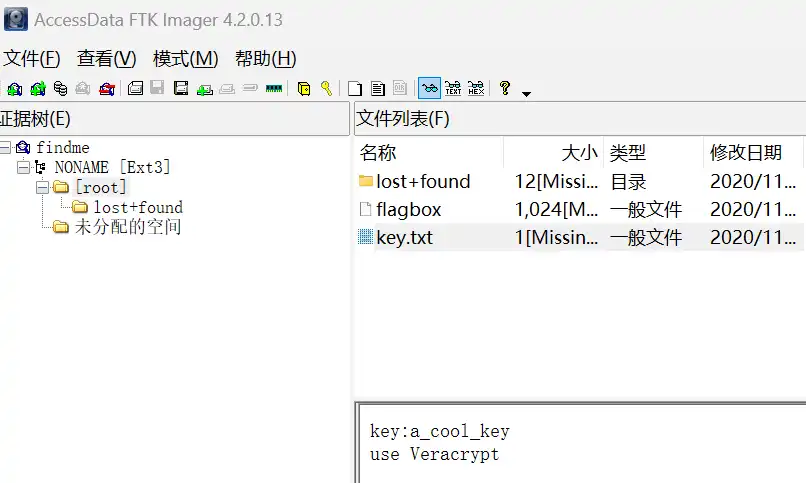 AccessData FTK Imager 4.2.0.13
文件(F) 查看(V) 模式(M) 帮助(H)
证据树(E)
findme
NONAME [Ext3]
[root]
lost+found
未分配的空间
文件列表(F)
名称 大小 类型 修改日期
lost+found 12[Missi... 目录 2020/11...
flagbox 1,024[M... 一般文件 2020/11...
key.txt 1[Missin... 一般文件 2020/11...
key:a_cool_key
use Veracrypt